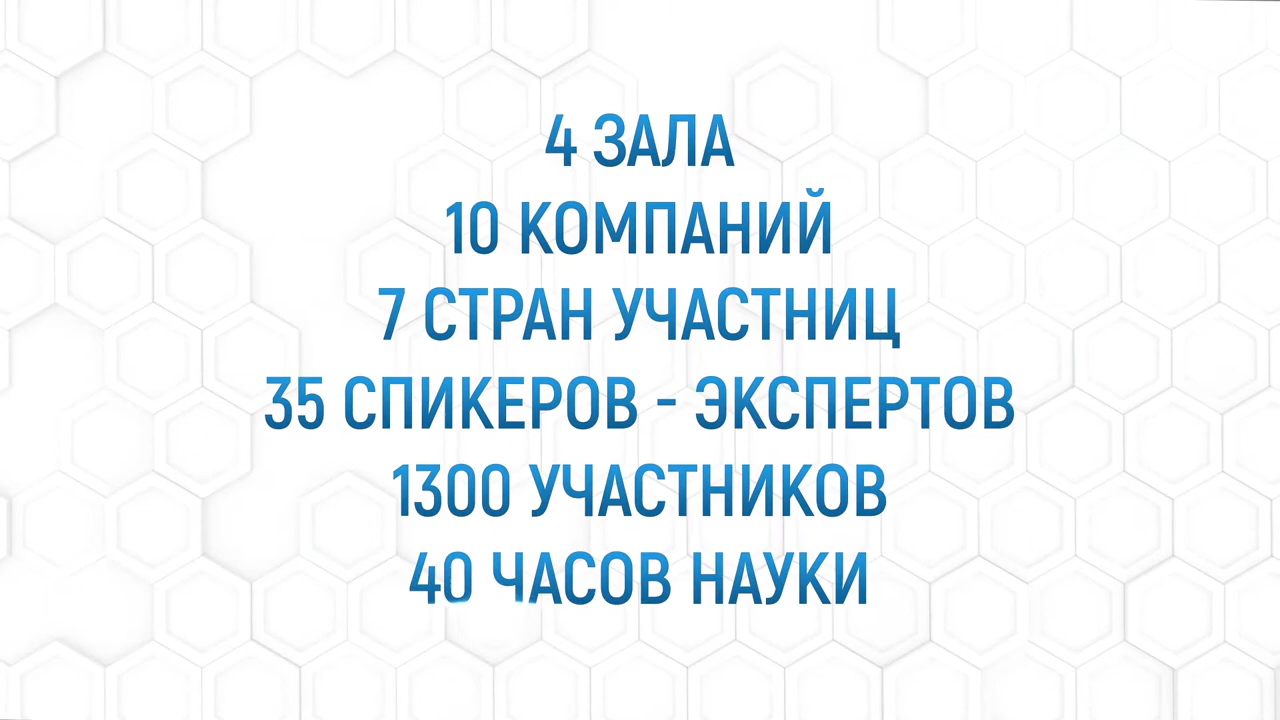 4 ЗАЛА
10 КОМПАНИЙ
7 СТРАН УЧАСТНИЦ
35 СПИКЕРОВ - ЭКСПЕРТОВ
1300 УЧАСТНИКОВ
40 ЧАСОВ НАУКИ